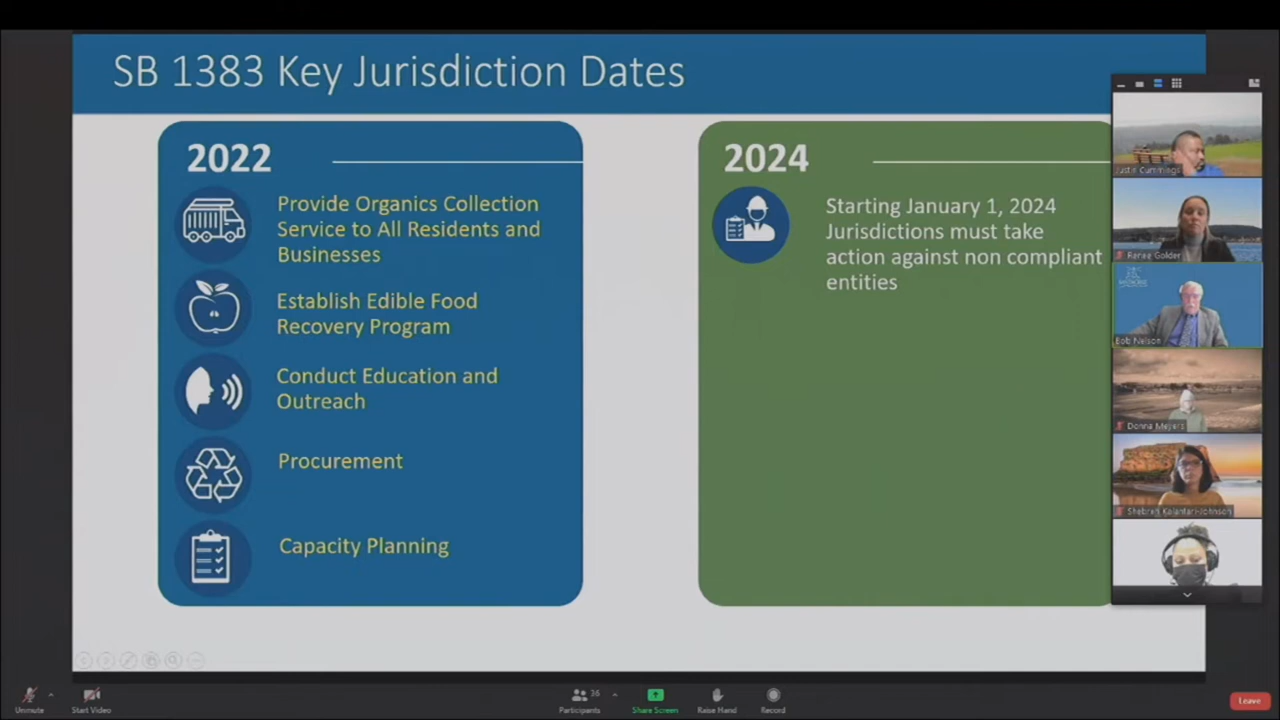 SB 1383 Key Jurisdiction Dates
2022
Provide Organics Collection
Service to All Residents and
Businesses
Establish Edible Food
Recovery Program
Conduct Education and
Outreach
Procurement
Capacity Planning
2024
Starting January 1, 2024
Jurisdictions must take
action against non compliant
entities
Justin Cummings
Renee Golder
Bob Nelson
Donna Meyers
Shebreh Kalantari-Johnson
Unmute
Start Video
36
Participants
Share Screen
Raise Hand
Record
Leave